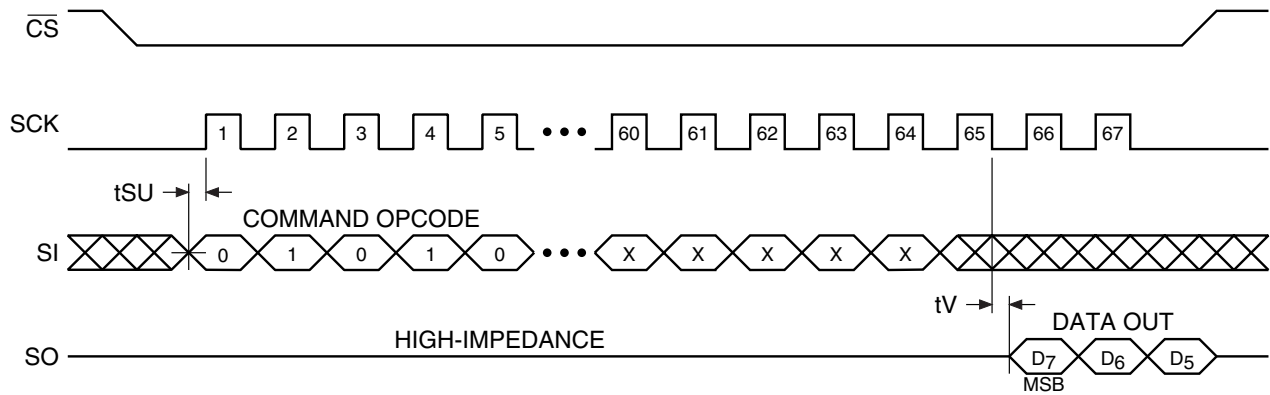 CS
SCK 1 2 3 4 5 ••• 60 61 62 63 64 65 66 67
tSU
COMMAND OPCODE
SI 0 1 0 1 0 ••• X X X X X
tV
DATA OUT
HIGH-IMPEDANCE
SO D7 D6 D5
MSB